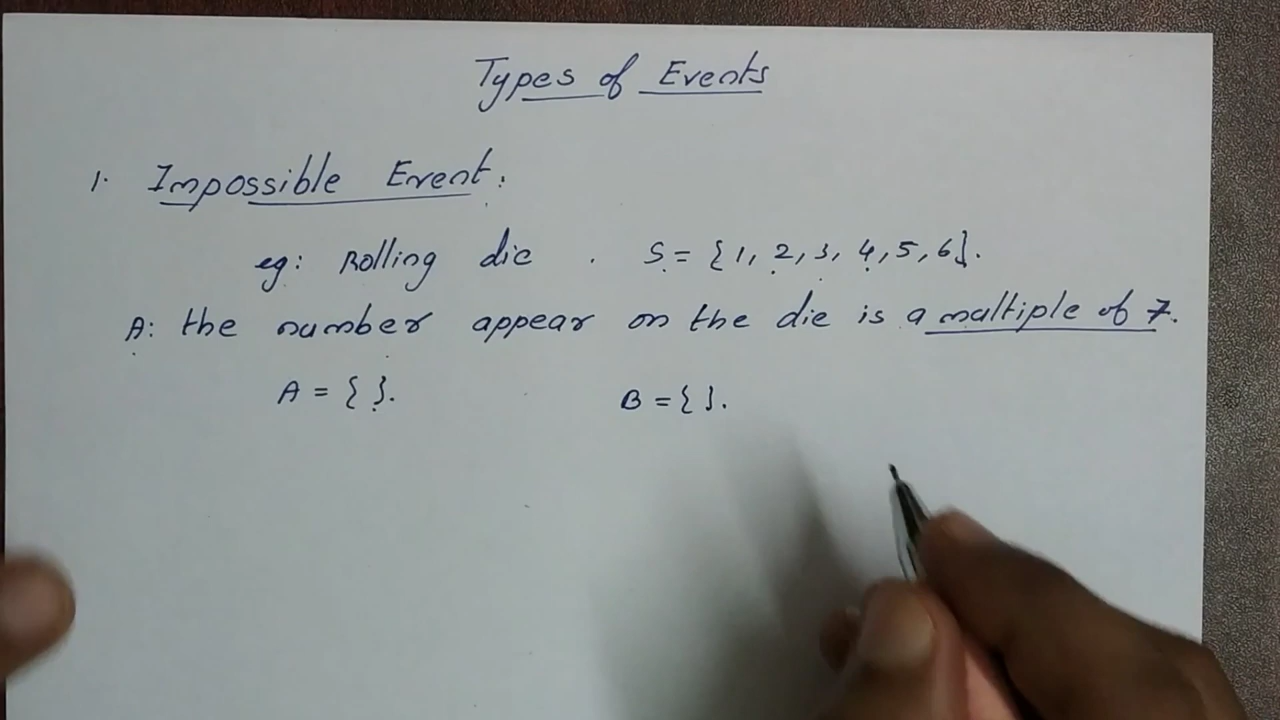 Types of Events
1. Impossible Event:
eg: Rolling die . S = {1, 2, 3, 4, 5, 6}.
A: the number appear on the die is a multiple of 7.
A = { }. B = { }.